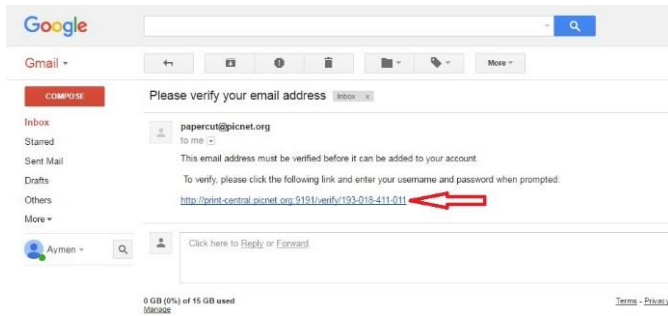 Google
Gmail
More
COMPOSE
Please verify your email address Inbox x
Inbox
Starred
Sent Mail
Drafts
Others
More
Aymen
papercut@picnet.org
to me
This email address must be verified before it can be added to your account.
To verify, please click the following link and enter your username and password when prompted:
http://print-central.picnet.org:9191/verify/193-018-411-011
Click here to Reply or Forward
0 GB (0%) of 15 GB used
Manage
Terms - Privacy